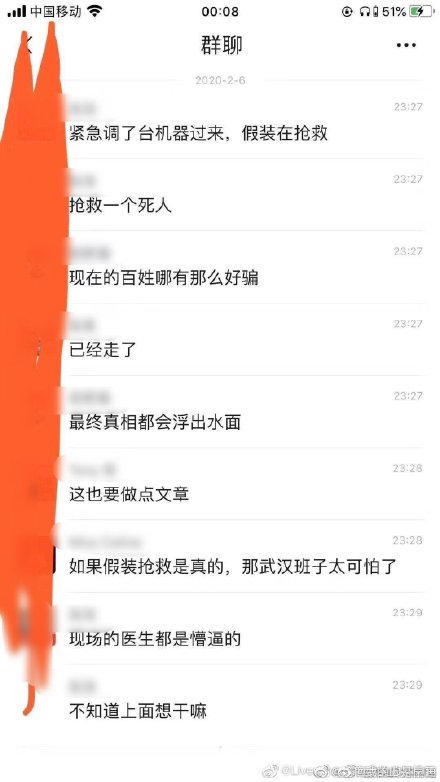 中国移动
00:08
51%
群聊
2020-2-6
23:27
紧急调了台机器过来，假装在抢救
23:27
抢救一个死人
23:27
现在的百姓哪有那么好骗
23:27
已经走了
23:27
最终真相都会浮出水面
23:28
这也要做点文章
23:28
如果假装抢救是真的，那武汉班子太可怕了
23:29
现场的医生都是懵逼的
23:29
不知道上面想干嘛